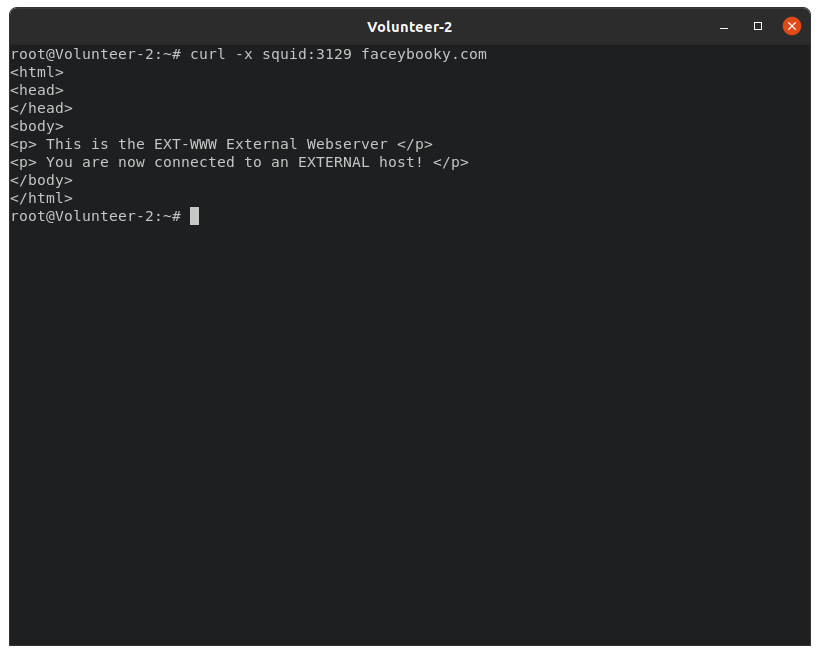 Volunteer-2
root@Volunteer-2:~# curl -x squid:3129 faceybooky.com
<html>
<head>
</head>
<body>
<p> This is the EXT-WWW External Webserver </p>
<p> You are now connected to an EXTERNAL host! </p>
</body>
</html>
root@Volunteer-2:~#